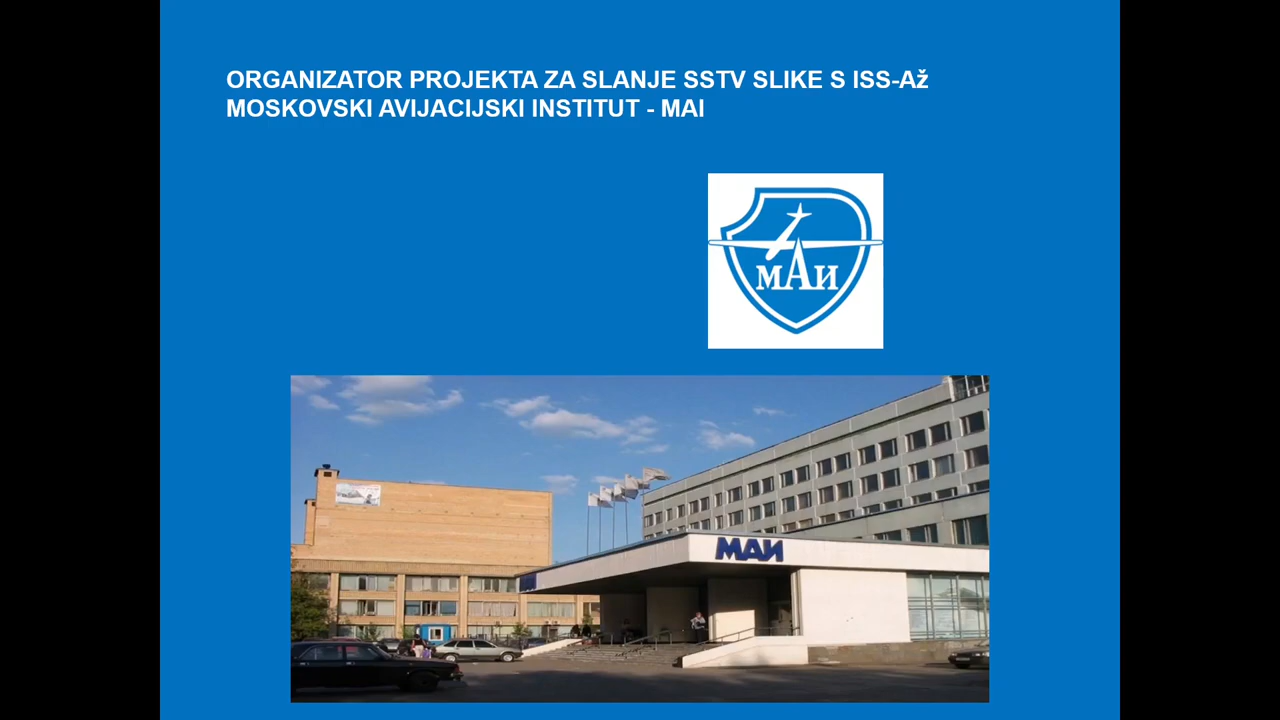 ORGANIZATOR PROJEKTA ZA SLANJE SSTV SLIKE S ISS-Až
MOSKOVSKI AVIJACIJSKI INSTITUT - MAI
МАИ
МАИ